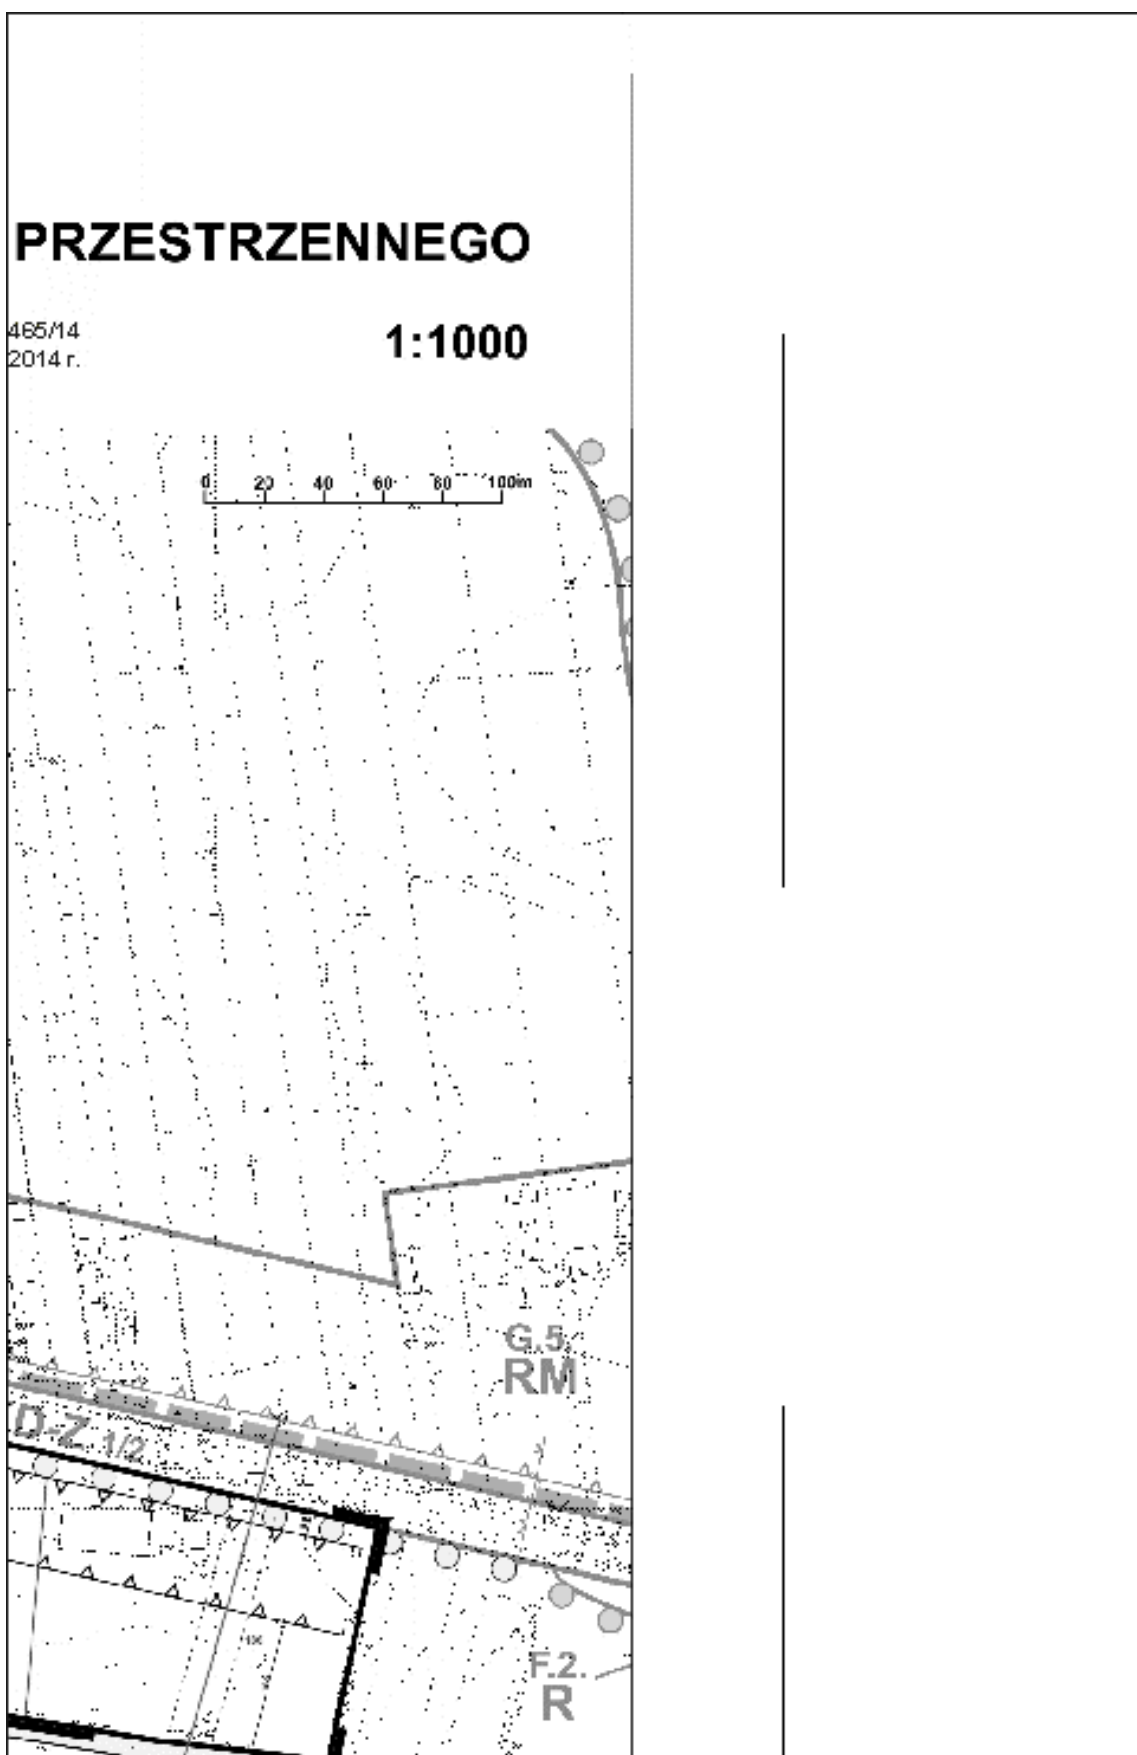 PRZESTRZENNEGO
465/14
2014 r.
1:1000
0 20 40 60 80 100m
G.5.
RM
D-Z 1/2
F.2.
R